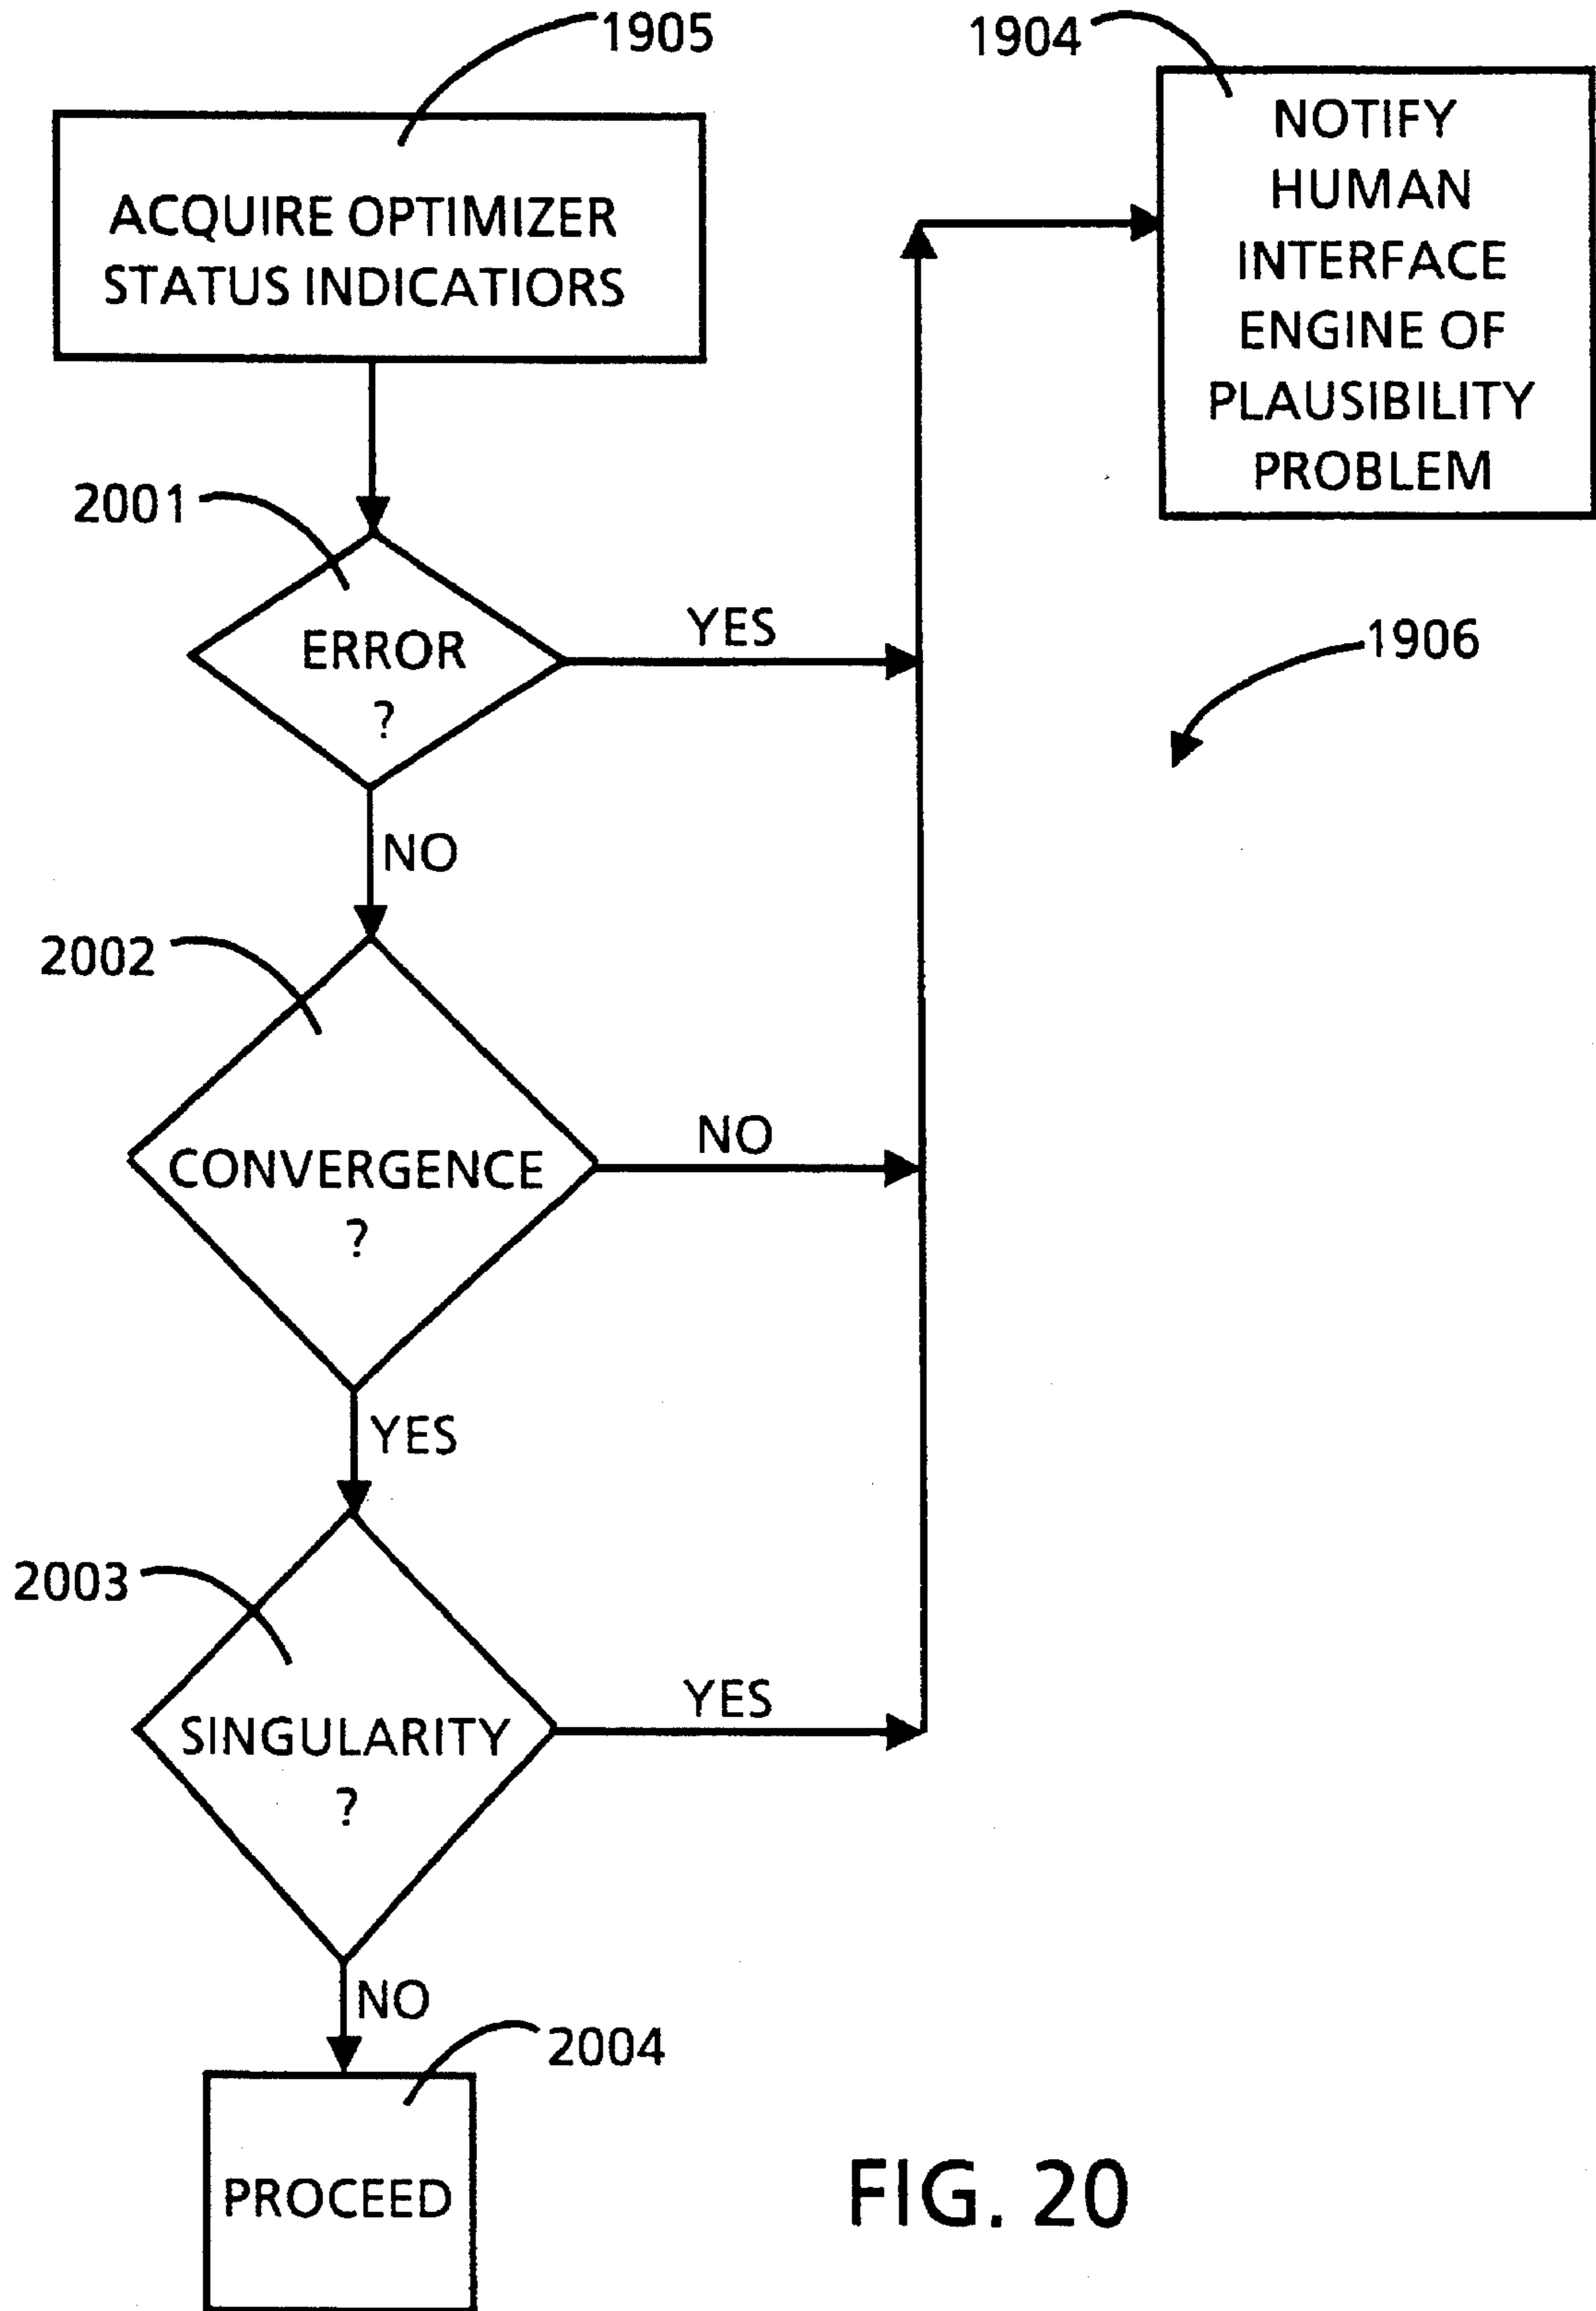 1905
ACQUIRE OPTIMIZER
STATUS INDICATIORS
1904
NOTIFY
HUMAN
INTERFACE
ENGINE OF
PLAUSIBILITY
PROBLEM
2001
ERROR
?
YES
1906
NO
2002
CONVERGENCE
?
NO
YES
2003
SINGULARITY
?
YES
NO
2004
PROCEED
FIG. 20